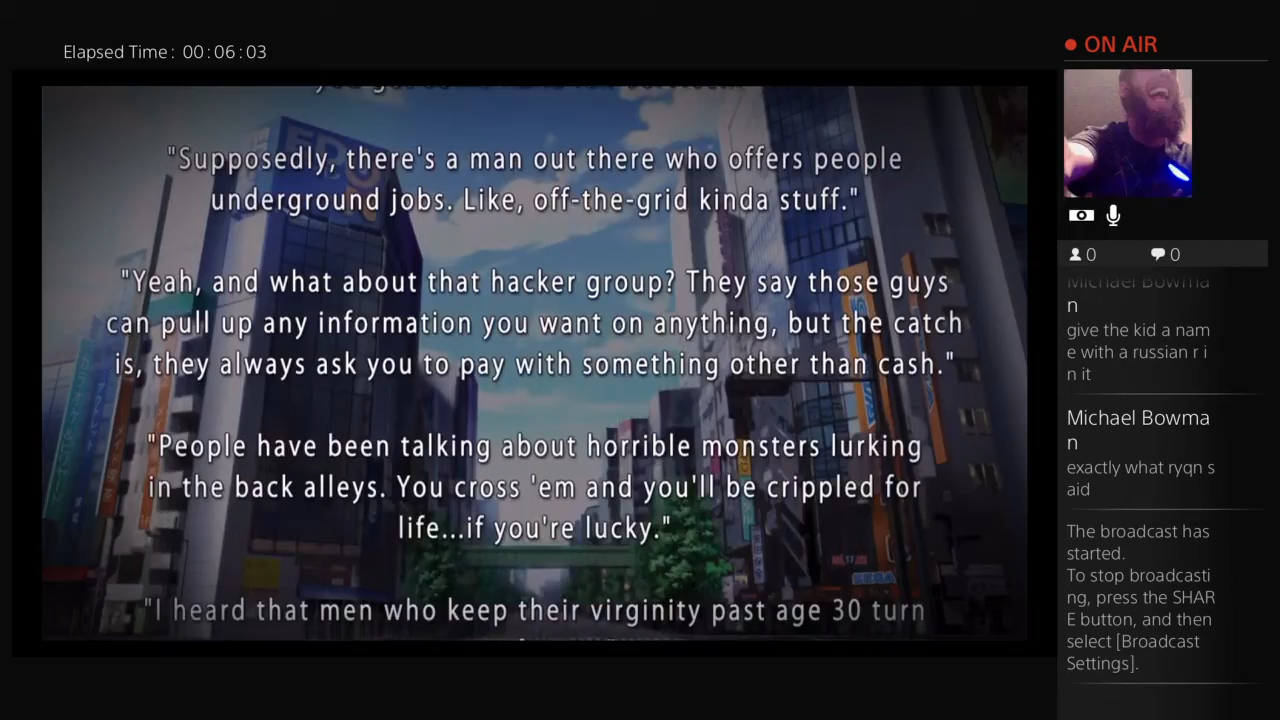 Elapsed Time: 00:06:03
ON AIR
"Supposedly, there's a man out there who offers people
underground jobs. Like, off-the-grid kinda stuff."
"Yeah, and what about that hacker group? They say those guys
can pull up any information you want on anything, but the catch
is, they always ask you to pay with something other than cash."
"People have been talking about horrible monsters lurking
in the back alleys. You cross 'em and you'll be crippled for
life...if you're lucky."
"I heard that men who keep their virginity past age 30 turn
0
0
Michael Bowma
n
give the kid a nam
e with a russian r i
n it
Michael Bowma
n
exactly what ryqn s
aid
The broadcast has
started.
To stop broadcasti
ng, press the SHAR
E button, and then
select [Broadcast
Settings].
17
SEGA